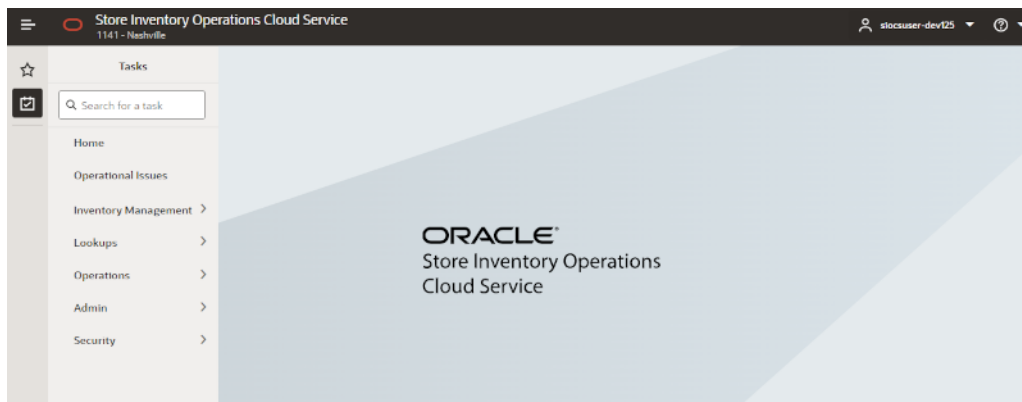 Store Inventory Operations Cloud Service
1141 - Nashville
siocsuser-dev125
Tasks
Search for a task
Home
Operational Issues
Inventory Management
Lookups
Operations
Admin
Security
ORACLE
Store Inventory Operations
Cloud Service